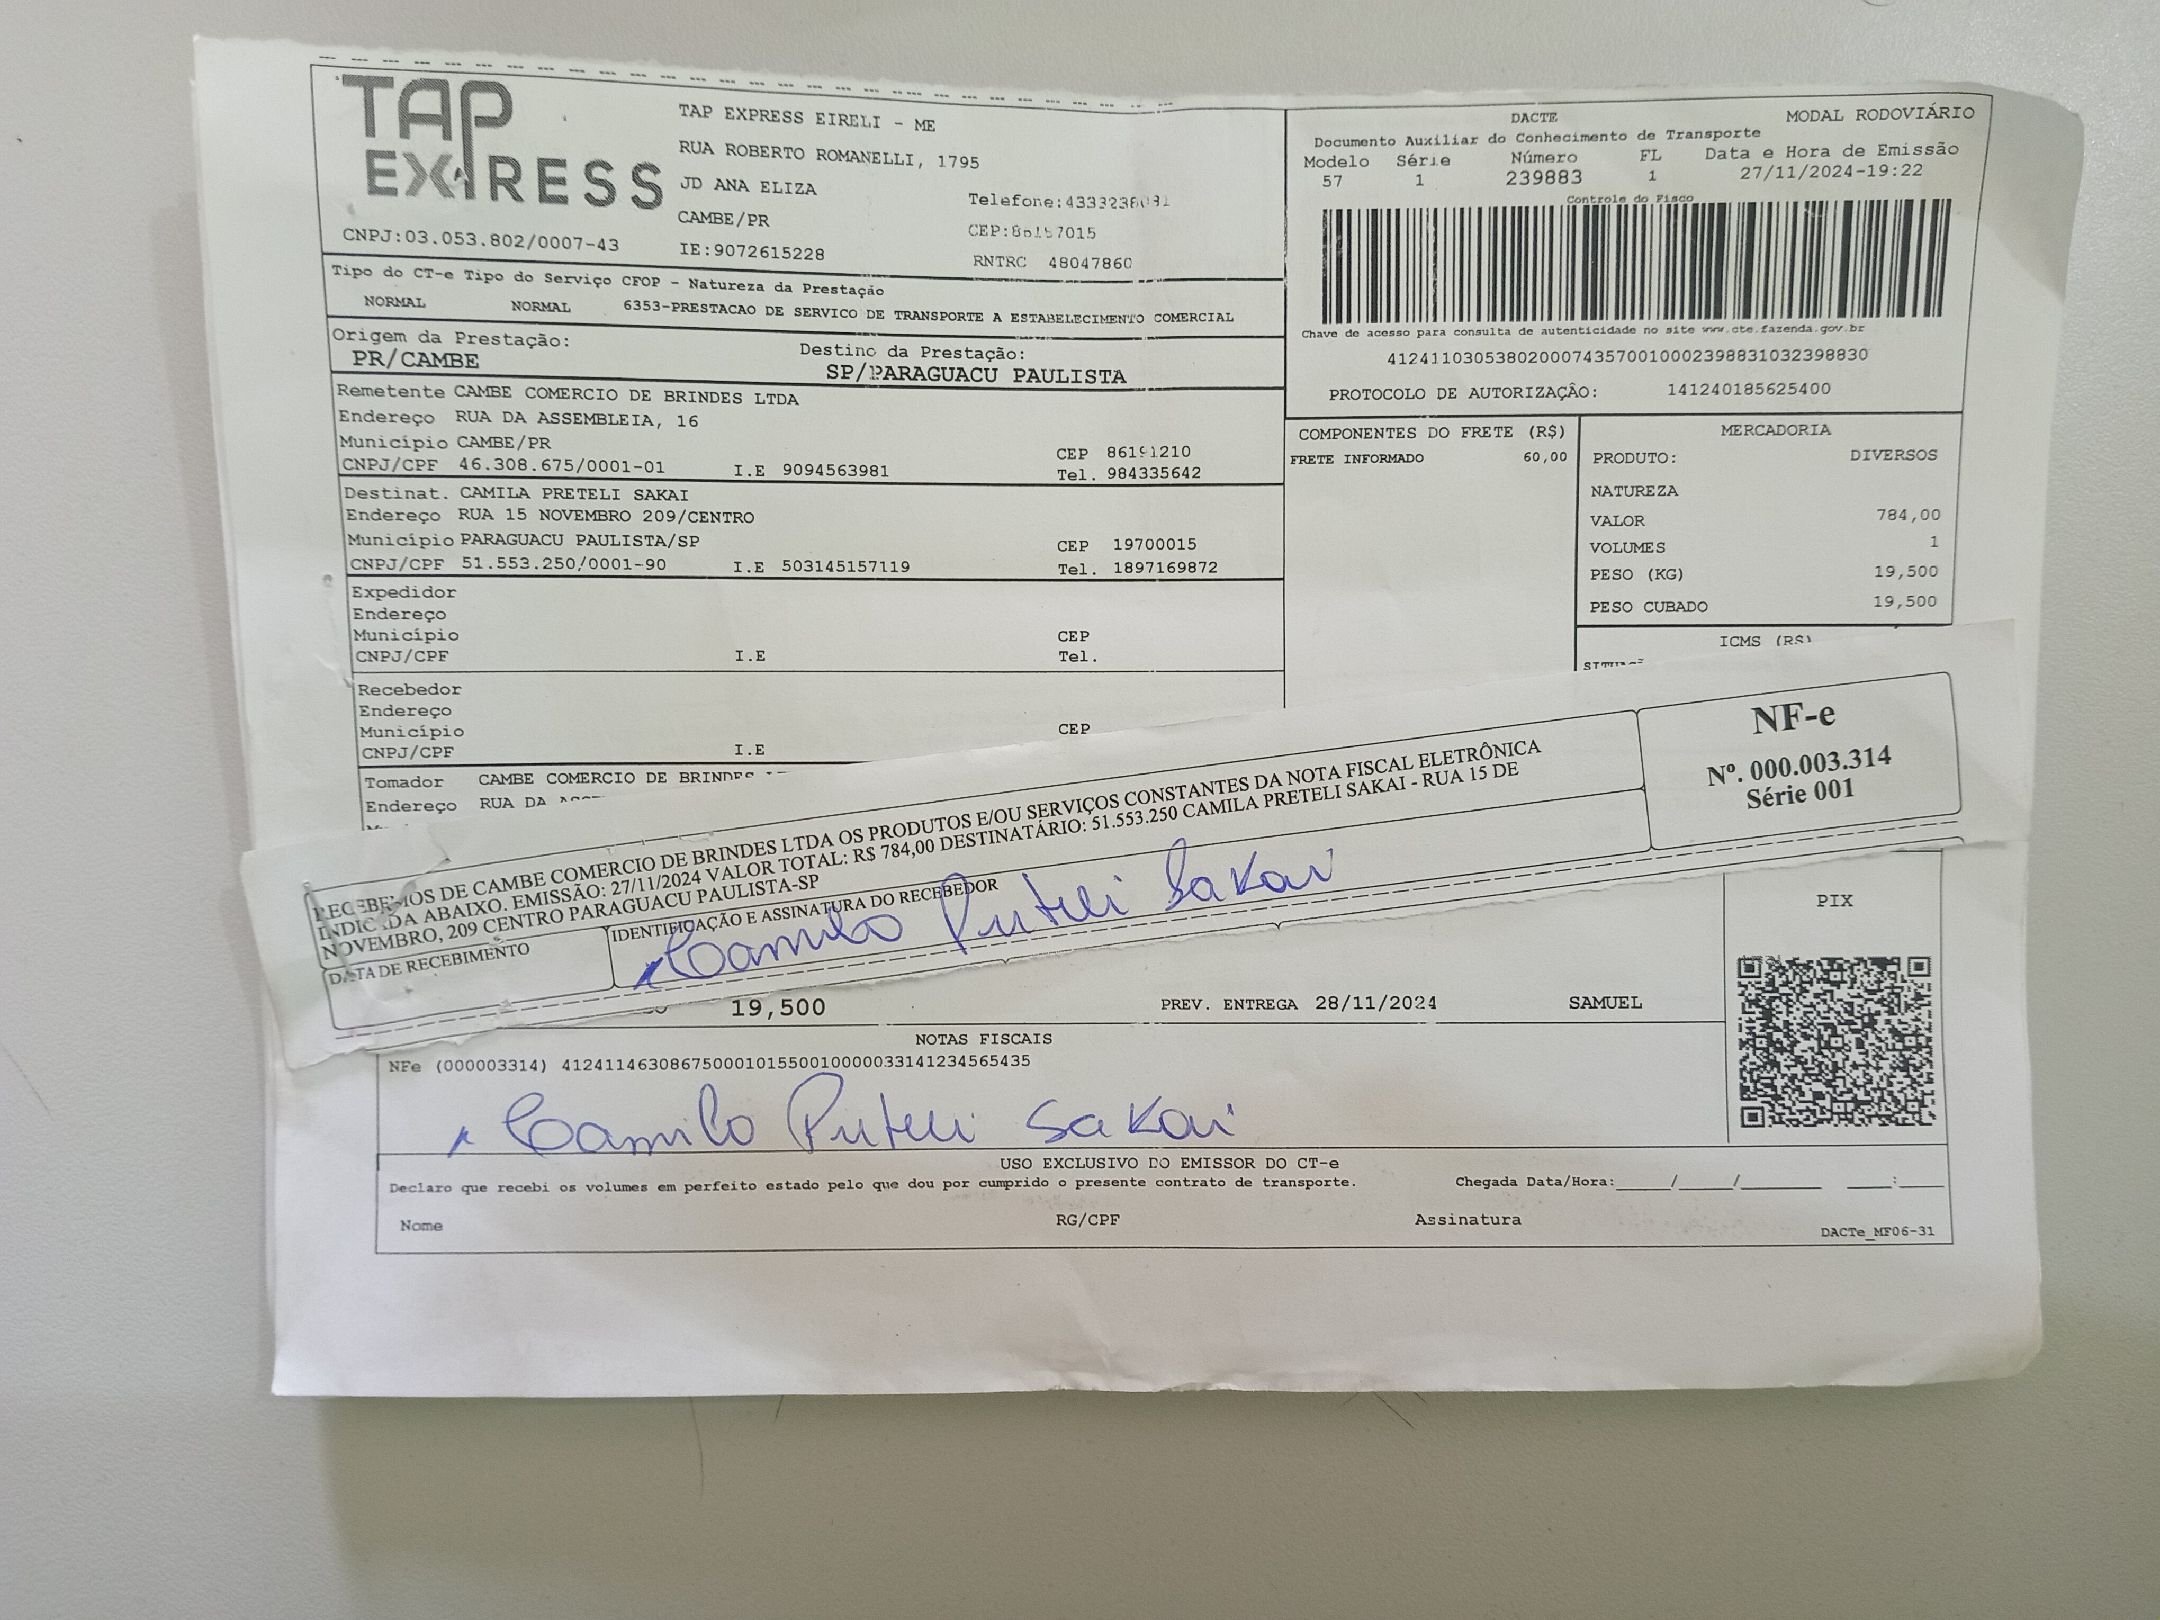 TAP
EXPRESS
CNPJ:03.053.802/0007-43
TAP EXPRESS EIRELI - ME
RUA ROBERTO ROMANELLI, 1795
JD ANA ELIZA
CAMBE/PR
IE:9072615228
CEP:86157015
RNTRC 48047860
DACTE
MODAL RODOVIÁRIO
Documento Auxiliar do Conhecimento de Transporte
Modelo Série Número FL Data e Hora de Emissão
57 1 239883 1 27/11/2024-19:22
Controle do Fisco
Chave de acesso para consulta de autenticidade no site www.cte.fazenda.gov.br
41241103053802000743570010002398831032398830
PROTOCOLO DE AUTORIZAÇÃO: 141240185625400
Tipo do CT-e Tipo do Serviço CFOP - Natureza da Prestação
NORMAL NORMAL 6353-PRESTACAO DE SERVICO DE TRANSPORTE A ESTABELECIMENTO COMERCIAL
Origem da Prestação: Destino da Prestação:
PR/CAMBE SP/PARAGUACU PAULISTA
Remetente CAMBE COMERCIO DE BRINDES LTDA
Endereço RUA DA ASSEMBLEIA, 16
Município CAMBE/PR CEP 86191210
CNPJ/CPF 46.308.675/0001-01 I.E 9094563981 Tel. 984335642
Destinat. CAMILA PRETELI SAKAI
Endereço RUA 15 NOVEMBRO 209/CENTRO
Município PARAGUACU PAULISTA/SP CEP 19700015
CNPJ/CPF 51.553.250/0001-90 I.E 503145157119 Tel. 1897169872
Expedidor
Endereço
Município CEP
CNPJ/CPF I.E Tel.
Recebedor
Endereço
Município CEP
CNPJ/CPF I.E
Tomador CAMBE COMERCIO DE BRINDES
Endereço RUA DA
COMPONENTES DO FRETE (R$)
FRETE INFORMADO 60,00
MERCADORIA
PRODUTO: DIVERSOS
NATUREZA
VALOR 784,00
VOLUMES 1
PESO (KG) 19,500
PESO CUBADO 19,500
ICMS (R$)
RECEBEMOS DE CAMBE COMERCIO DE BRINDES LTDA OS PRODUTOS E/OU SERVIÇOS CONSTANTES DA NOTA FISCAL ELETRÔNICA
INDICADA ABAIXO. EMISSÃO: 27/11/2024 VALOR TOTAL: R$ 784,00 DESTINATÁRIO: 51.553.250 CAMILA PRETELI SAKAI - RUA 15 DE
NOVEMBRO, 209 CENTRO PARAGUACU PAULISTA-SP
DATA DE RECEBIMENTO
IDENTIFICAÇÃO E ASSINATURA DO RECEBEDOR
Camila Preteli Sakai
NF-e
Nº. 000.003.314
Série 001
PIX
19,500 PREV. ENTREGA 28/11/2024 SAMUEL
NOTAS FISCAIS
NFe (000003314) 41241146308675000101550010000033141234565435
Camila Preteli Sakai
USO EXCLUSIVO DO EMISSOR DO CT-e
Declaro que recebi os volumes em perfeito estado pelo que dou por cumprido o presente contrato de transporte. Chegada Data/Hora:____/____/______ ___:___
Nome RG/CPF Assinatura
DACTe_MF06-31